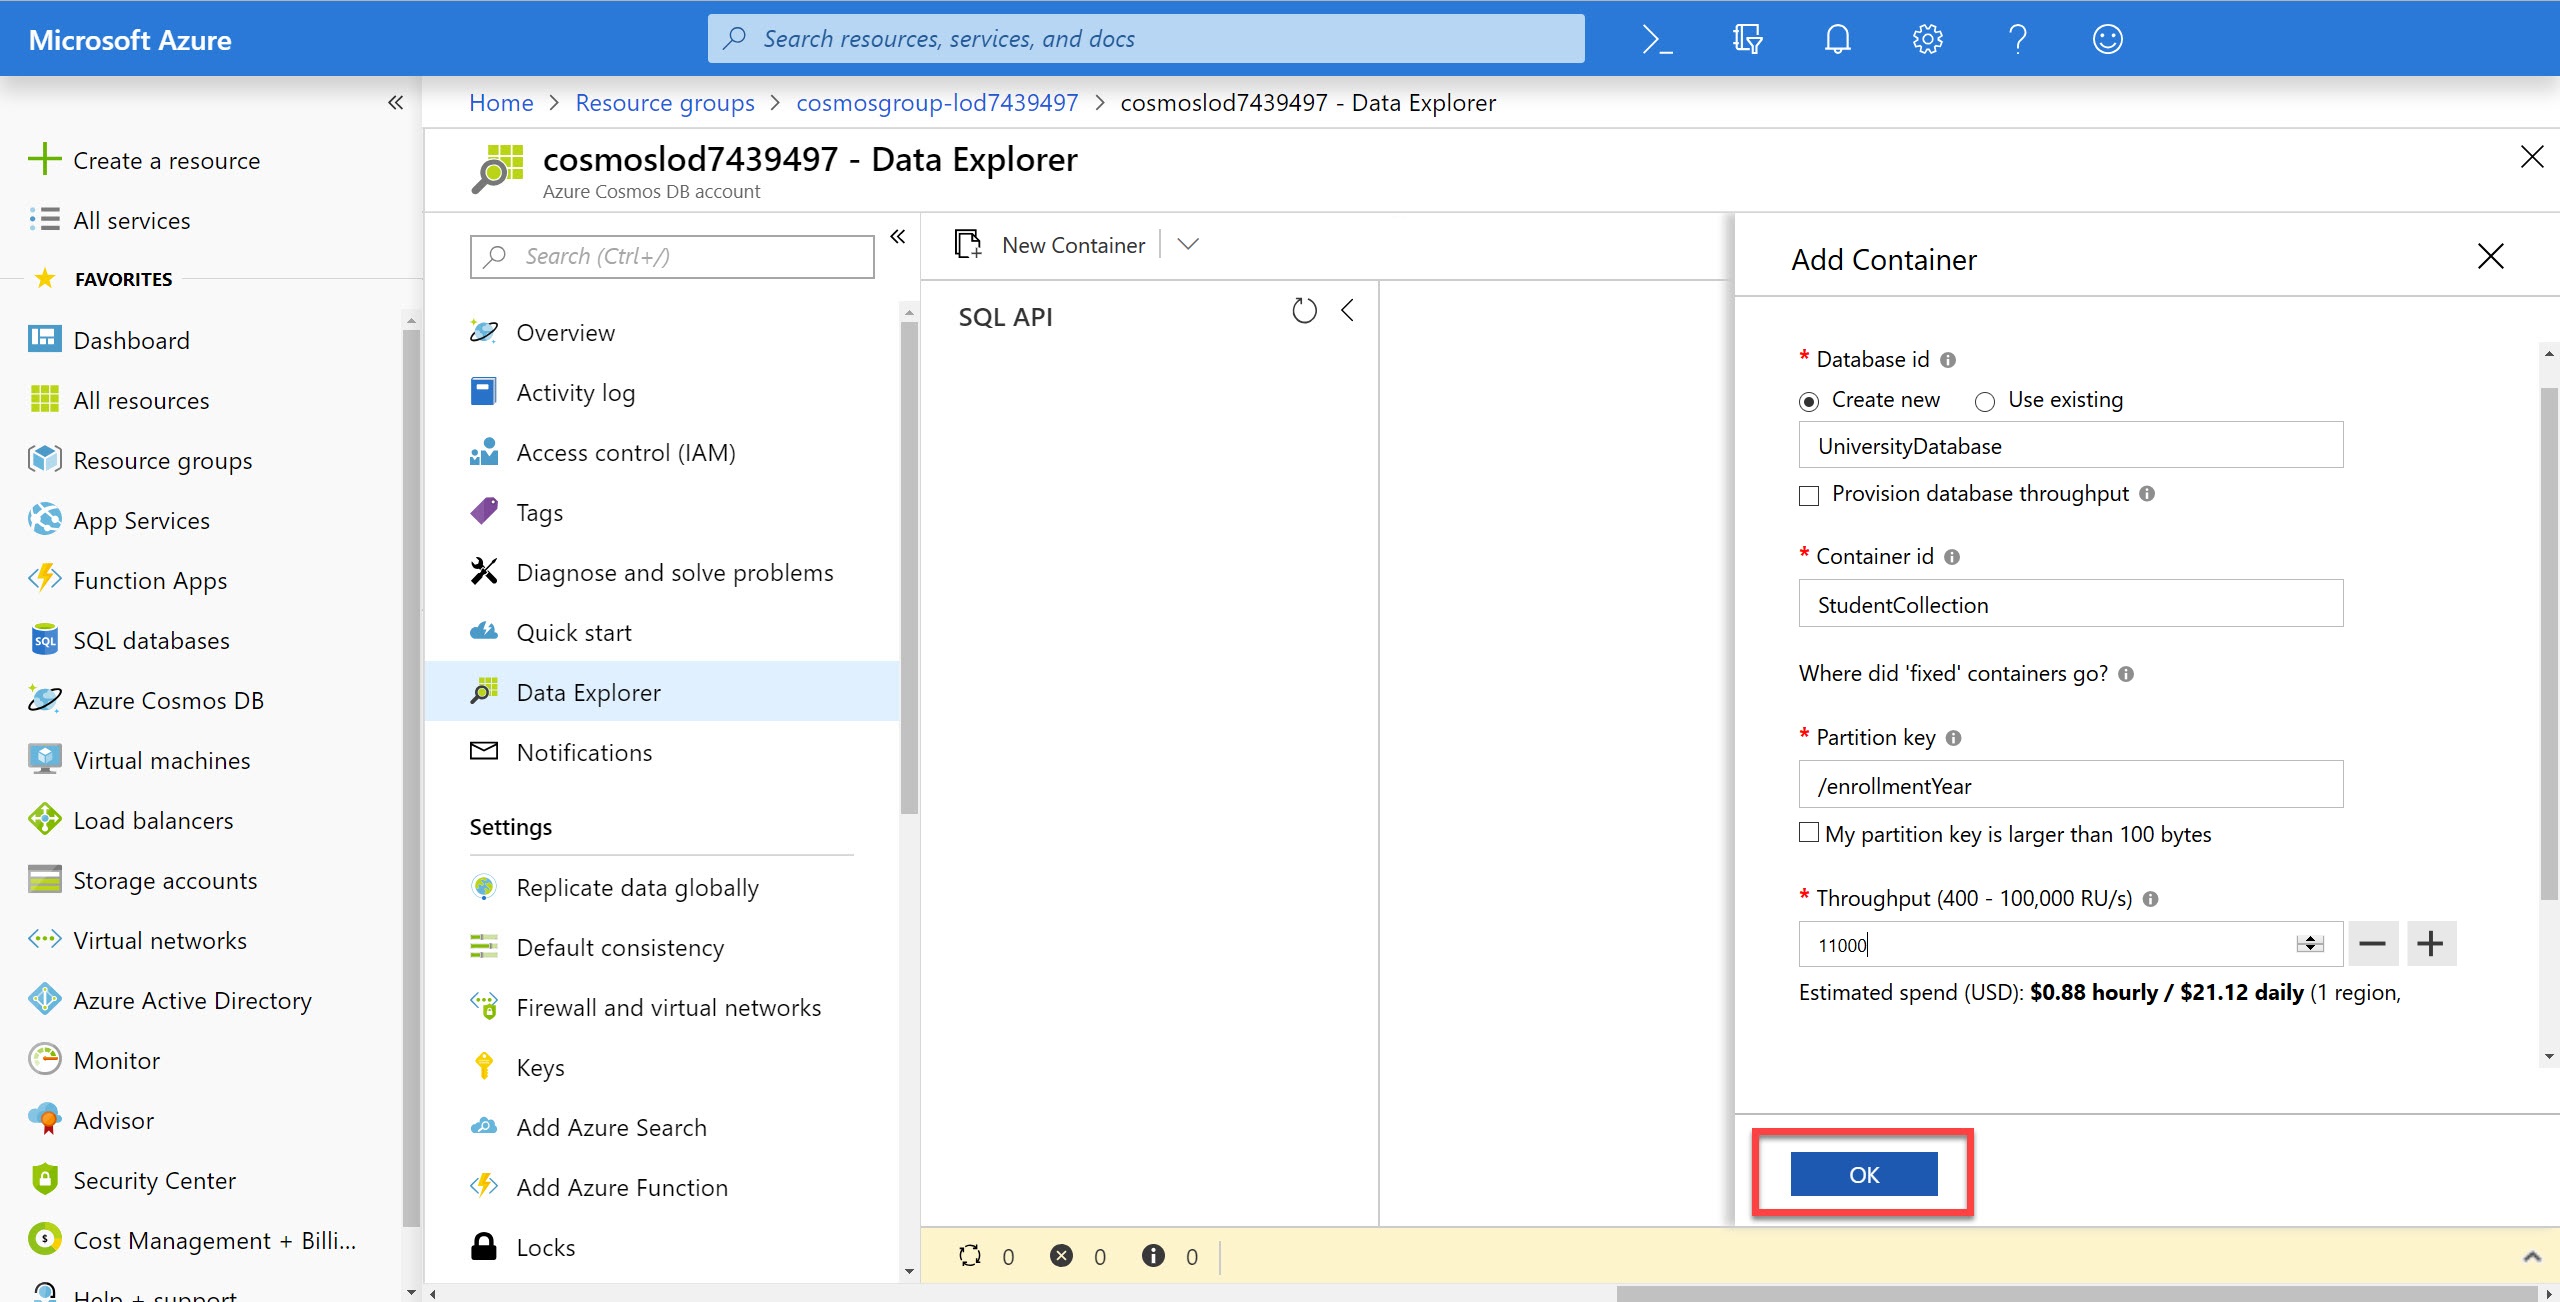 Microsoft Azure
Search resources, services, and docs
Home > Resource groups > cosmosgroup-lod7439497 > cosmoslod7439497 - Data Explorer
Create a resource
All services
FAVORITES
Dashboard
All resources
Resource groups
App Services
Function Apps
SQL databases
Azure Cosmos DB
Virtual machines
Load balancers
Storage accounts
Virtual networks
Azure Active Directory
Monitor
Advisor
Security Center
Cost Management + Billi...
Help + support
cosmoslod7439497 - Data Explorer
Azure Cosmos DB account
Search (Ctrl+/)
Overview
Activity log
Access control (IAM)
Tags
Diagnose and solve problems
Quick start
Data Explorer
Notifications
Settings
Replicate data globally
Default consistency
Firewall and virtual networks
Keys
Add Azure Search
Add Azure Function
Locks
New Container
SQL API
0 0 0
Add Container
* Database id
Create new Use existing
UniversityDatabase
Provision database throughput
* Container id
StudentCollection
Where did 'fixed' containers go?
* Partition key
/enrollmentYear
My partition key is larger than 100 bytes
* Throughput (400 - 100,000 RU/s)
11000
Estimated spend (USD): $0.88 hourly / $21.12 daily (1 region,
OK